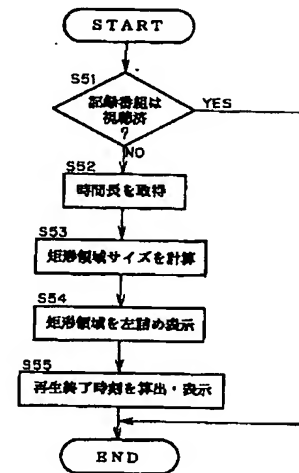 START
S51
記録番組は
視聴済
?
YES
NO
S52
時間長を取得
S53
矩形領域サイズを計算
S54
矩形領域を左詰め表示
S55
再生終了時刻を算出・表示
END